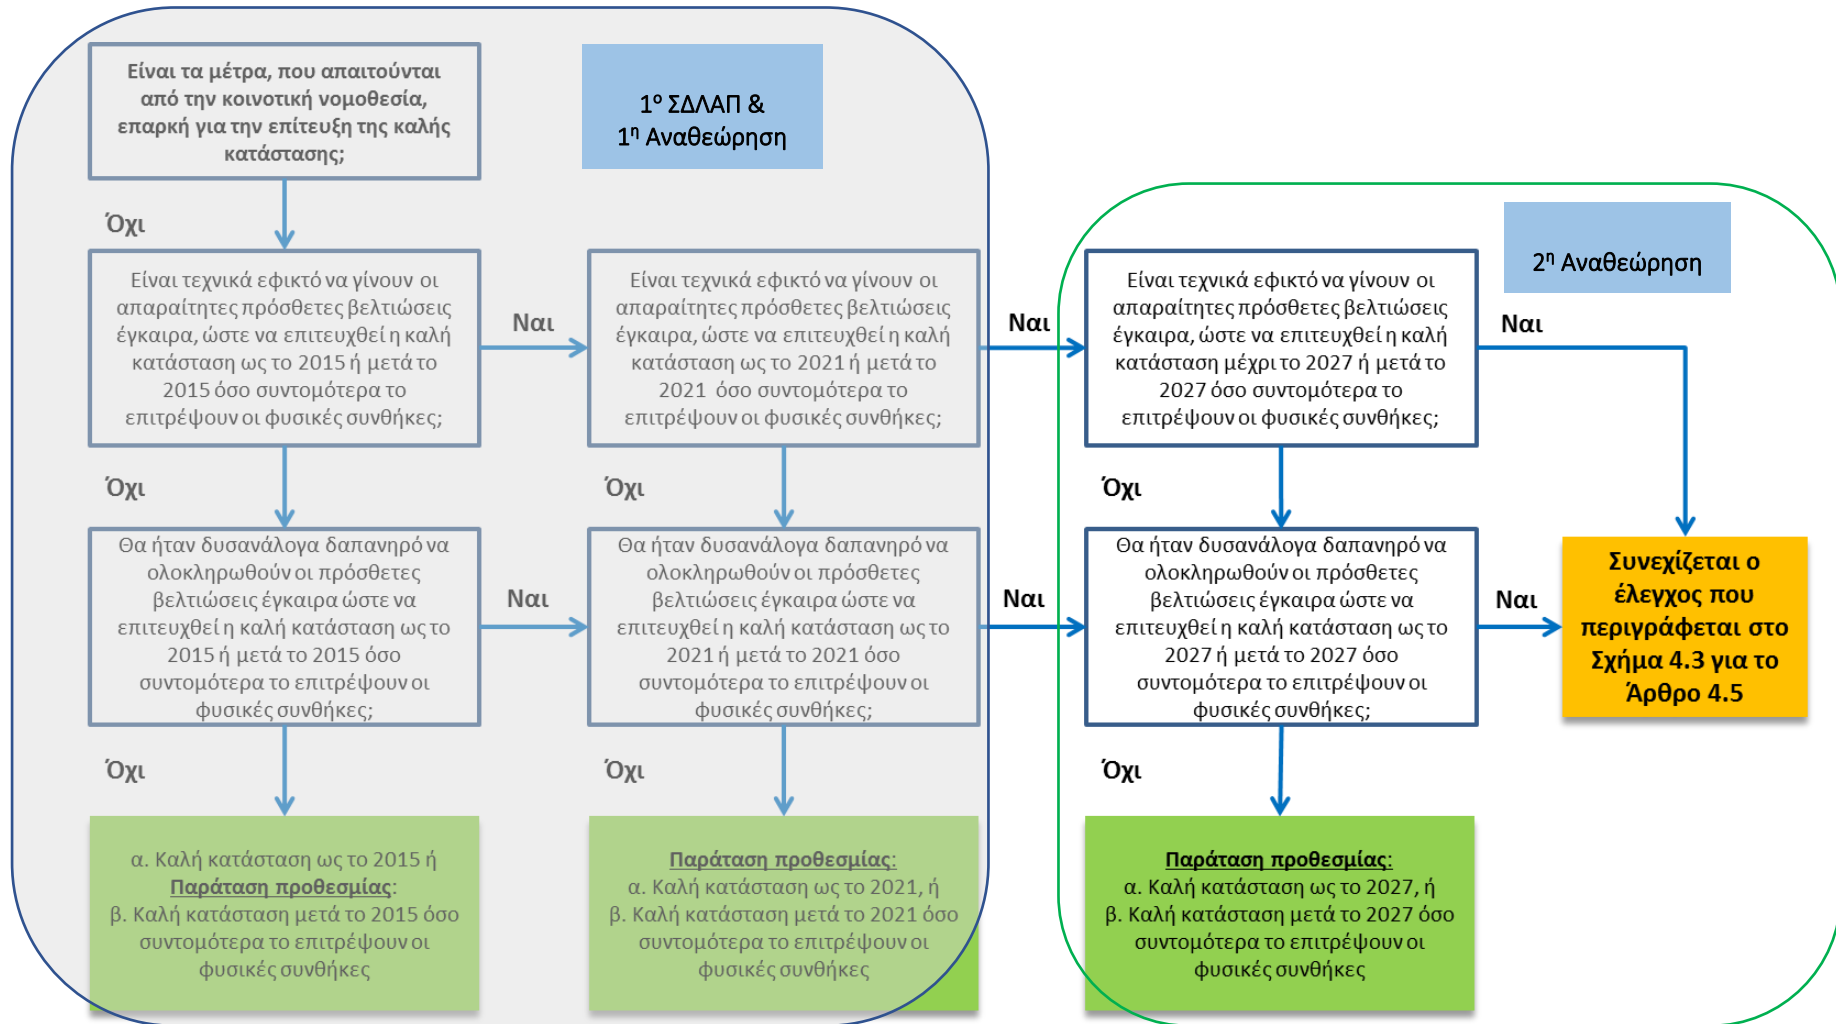 Είναι τα μέτρα, που απαιτούνται
από την κοινοτική νομοθεσία,
επαρκή για την επίτευξη της καλής
κατάστασης;
1º ΣΔΛΑΠ &
1η Αναθεώρηση
2η Αναθεώρηση
Όχι
Είναι τεχνικά εφικτό να γίνουν οι
απαραίτητες πρόσθετες βελτιώσεις
έγκαιρα, ώστε να επιτευχθεί η καλή
κατάσταση ως το 2015 ή μετά το
2015 όσο συντομότερα το
επιτρέψουν οι φυσικές συνθήκες;
Ναι
Είναι τεχνικά εφικτό να γίνουν οι
απαραίτητες πρόσθετες βελτιώσεις
έγκαιρα, ώστε να επιτευχθεί η καλή
κατάσταση ως το 2021 ή μετά το
2021 όσο συντομότερα το
επιτρέψουν οι φυσικές συνθήκες;
Ναι
Είναι τεχνικά εφικτό να γίνουν οι
απαραίτητες πρόσθετες βελτιώσεις
έγκαιρα, ώστε να επιτευχθεί η καλή
κατάσταση μέχρι το 2027 ή μετά το
2027 όσο συντομότερα το
επιτρέψουν οι φυσικές συνθήκες;
Ναι
Όχι
Όχι
Όχι
Θα ήταν δυσανάλογα δαπανηρό να
ολοκληρωθούν οι πρόσθετες
βελτιώσεις έγκαιρα ώστε να
επιτευχθεί η καλή κατάσταση ως το
2015 ή μετά το 2015 όσο
συντομότερα το επιτρέψουν οι
φυσικές συνθήκες;
Ναι
Θα ήταν δυσανάλογα δαπανηρό να
ολοκληρωθούν οι πρόσθετες
βελτιώσεις έγκαιρα ώστε να
επιτευχθεί η καλή κατάσταση ως το
2021 ή μετά το 2021 όσο
συντομότερα το επιτρέψουν οι
φυσικές συνθήκες;
Ναι
Θα ήταν δυσανάλογα δαπανηρό να
ολοκληρωθούν οι πρόσθετες
βελτιώσεις έγκαιρα ώστε να
επιτευχθεί η καλή κατάσταση ως το
2027 ή μετά το 2027 όσο
συντομότερα το επιτρέψουν οι
φυσικές συνθήκες;
Ναι
Συνεχίζεται ο
έλεγχος που
περιγράφεται στο
Σχήμα 4.3 για το
Άρθρο 4.5
Όχι
Όχι
Όχι
α. Καλή κατάσταση ως το 2015 ή
Παράταση προθεσμίας:
β. Καλή κατάσταση μετά το 2015 όσο
συντομότερα το επιτρέψουν οι
φυσικές συνθήκες
Παράταση προθεσμίας:
α. Καλή κατάσταση ως το 2021, ή
β. Καλή κατάσταση μετά το 2021 όσο
συντομότερα το επιτρέψουν οι
φυσικές συνθήκες
Παράταση προθεσμίας:
α. Καλή κατάσταση ως το 2027, ή
β. Καλή κατάσταση μετά το 2027 όσο
συντομότερα το επιτρέψουν οι
φυσικές συνθήκες